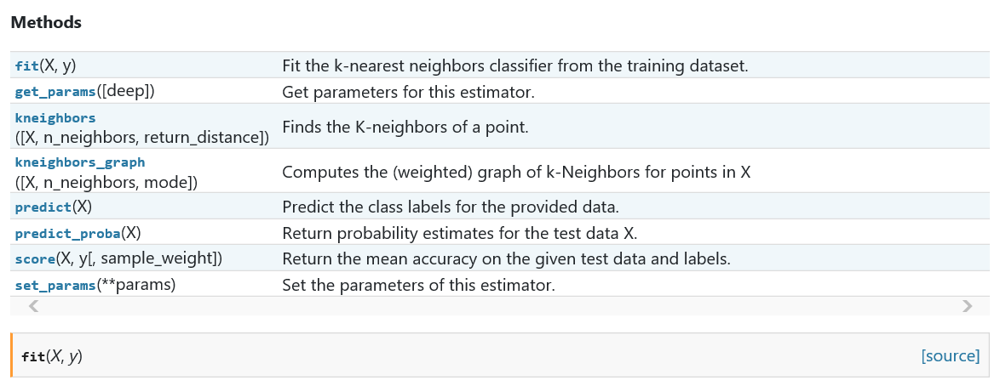 Methods
fit(X, y) Fit the k-nearest neighbors classifier from the training dataset.
get_params([deep]) Get parameters for this estimator.
kneighbors
([X, n_neighbors, return_distance]) Finds the K-neighbors of a point.
kneighbors_graph
([X, n_neighbors, mode]) Computes the (weighted) graph of k-Neighbors for points in X
predict(X) Predict the class labels for the provided data.
predict_proba(X) Return probability estimates for the test data X.
score(X, y[, sample_weight]) Return the mean accuracy on the given test data and labels.
set_params(**params) Set the parameters of this estimator.
fit(X, y) [source]